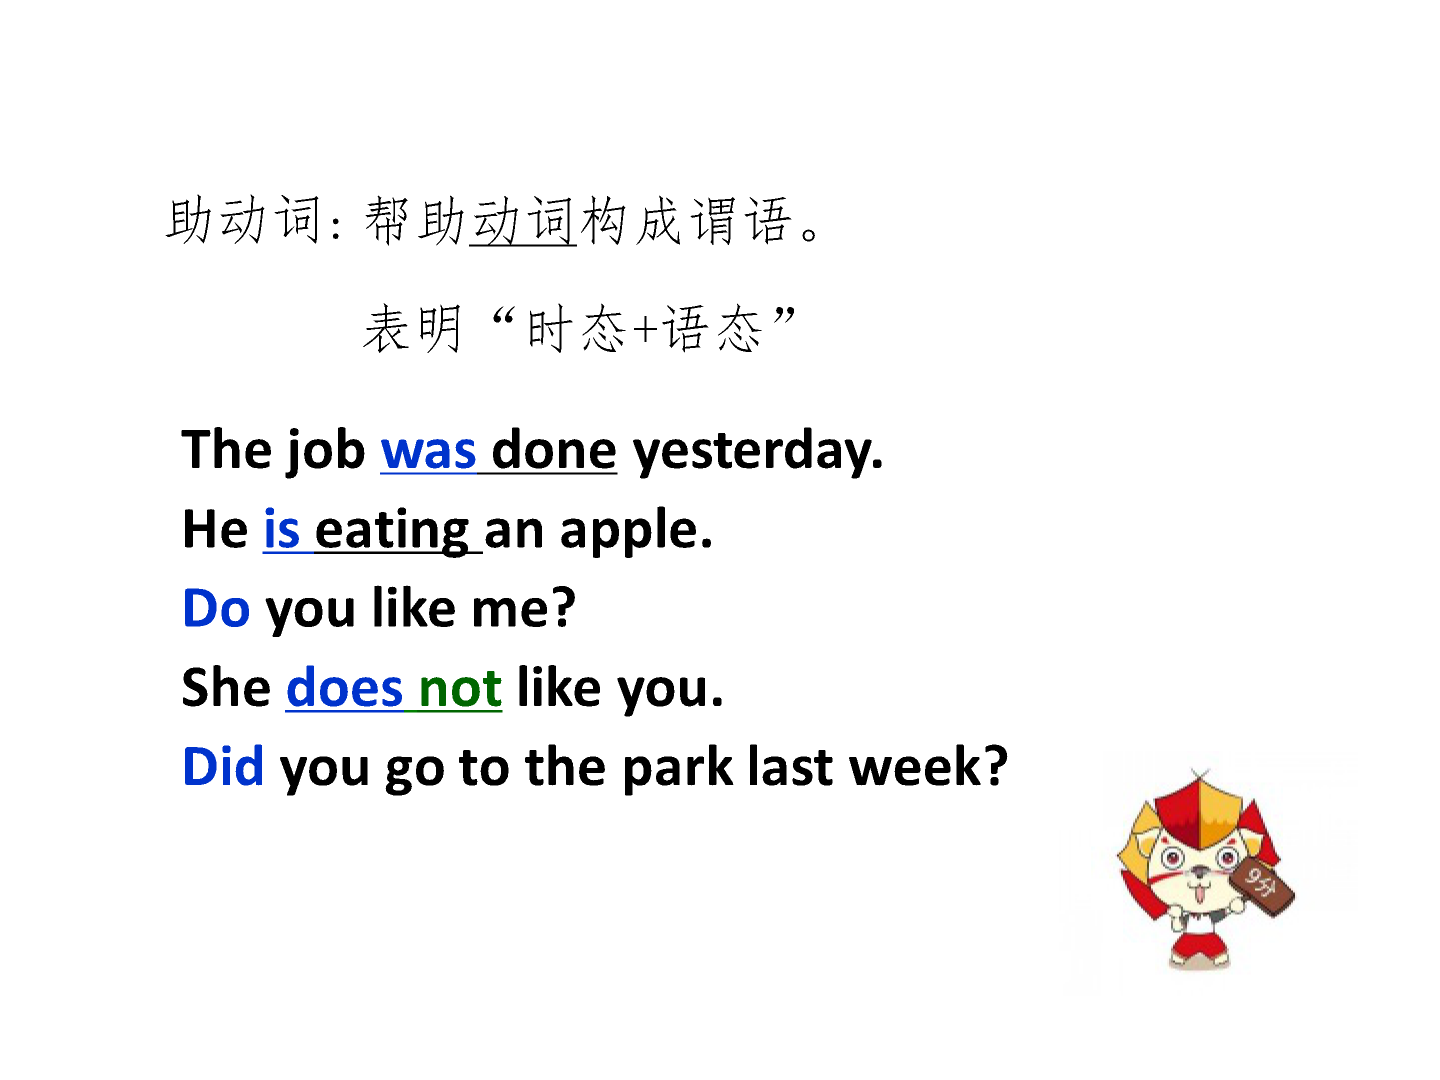 助动词：帮助动词构成谓语。
表明“时态+语态”
The job was done yesterday.
He is eating an apple.
Do you like me?
She does not like you.
Did you go to the park last week?
9分